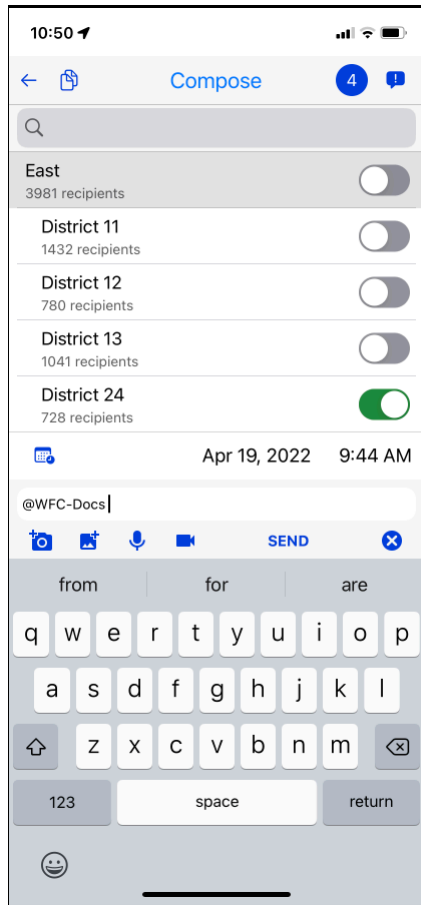 10:50
Compose 4
East
3981 recipients
District 11
1432 recipients
District 12
780 recipients
District 13
1041 recipients
District 24
728 recipients
Apr 19, 2022 9:44 AM
@WFC-Docs
SEND
from for are
q w e r t y u i o p
a s d f g h j k l
z x c v b n m
123 space return